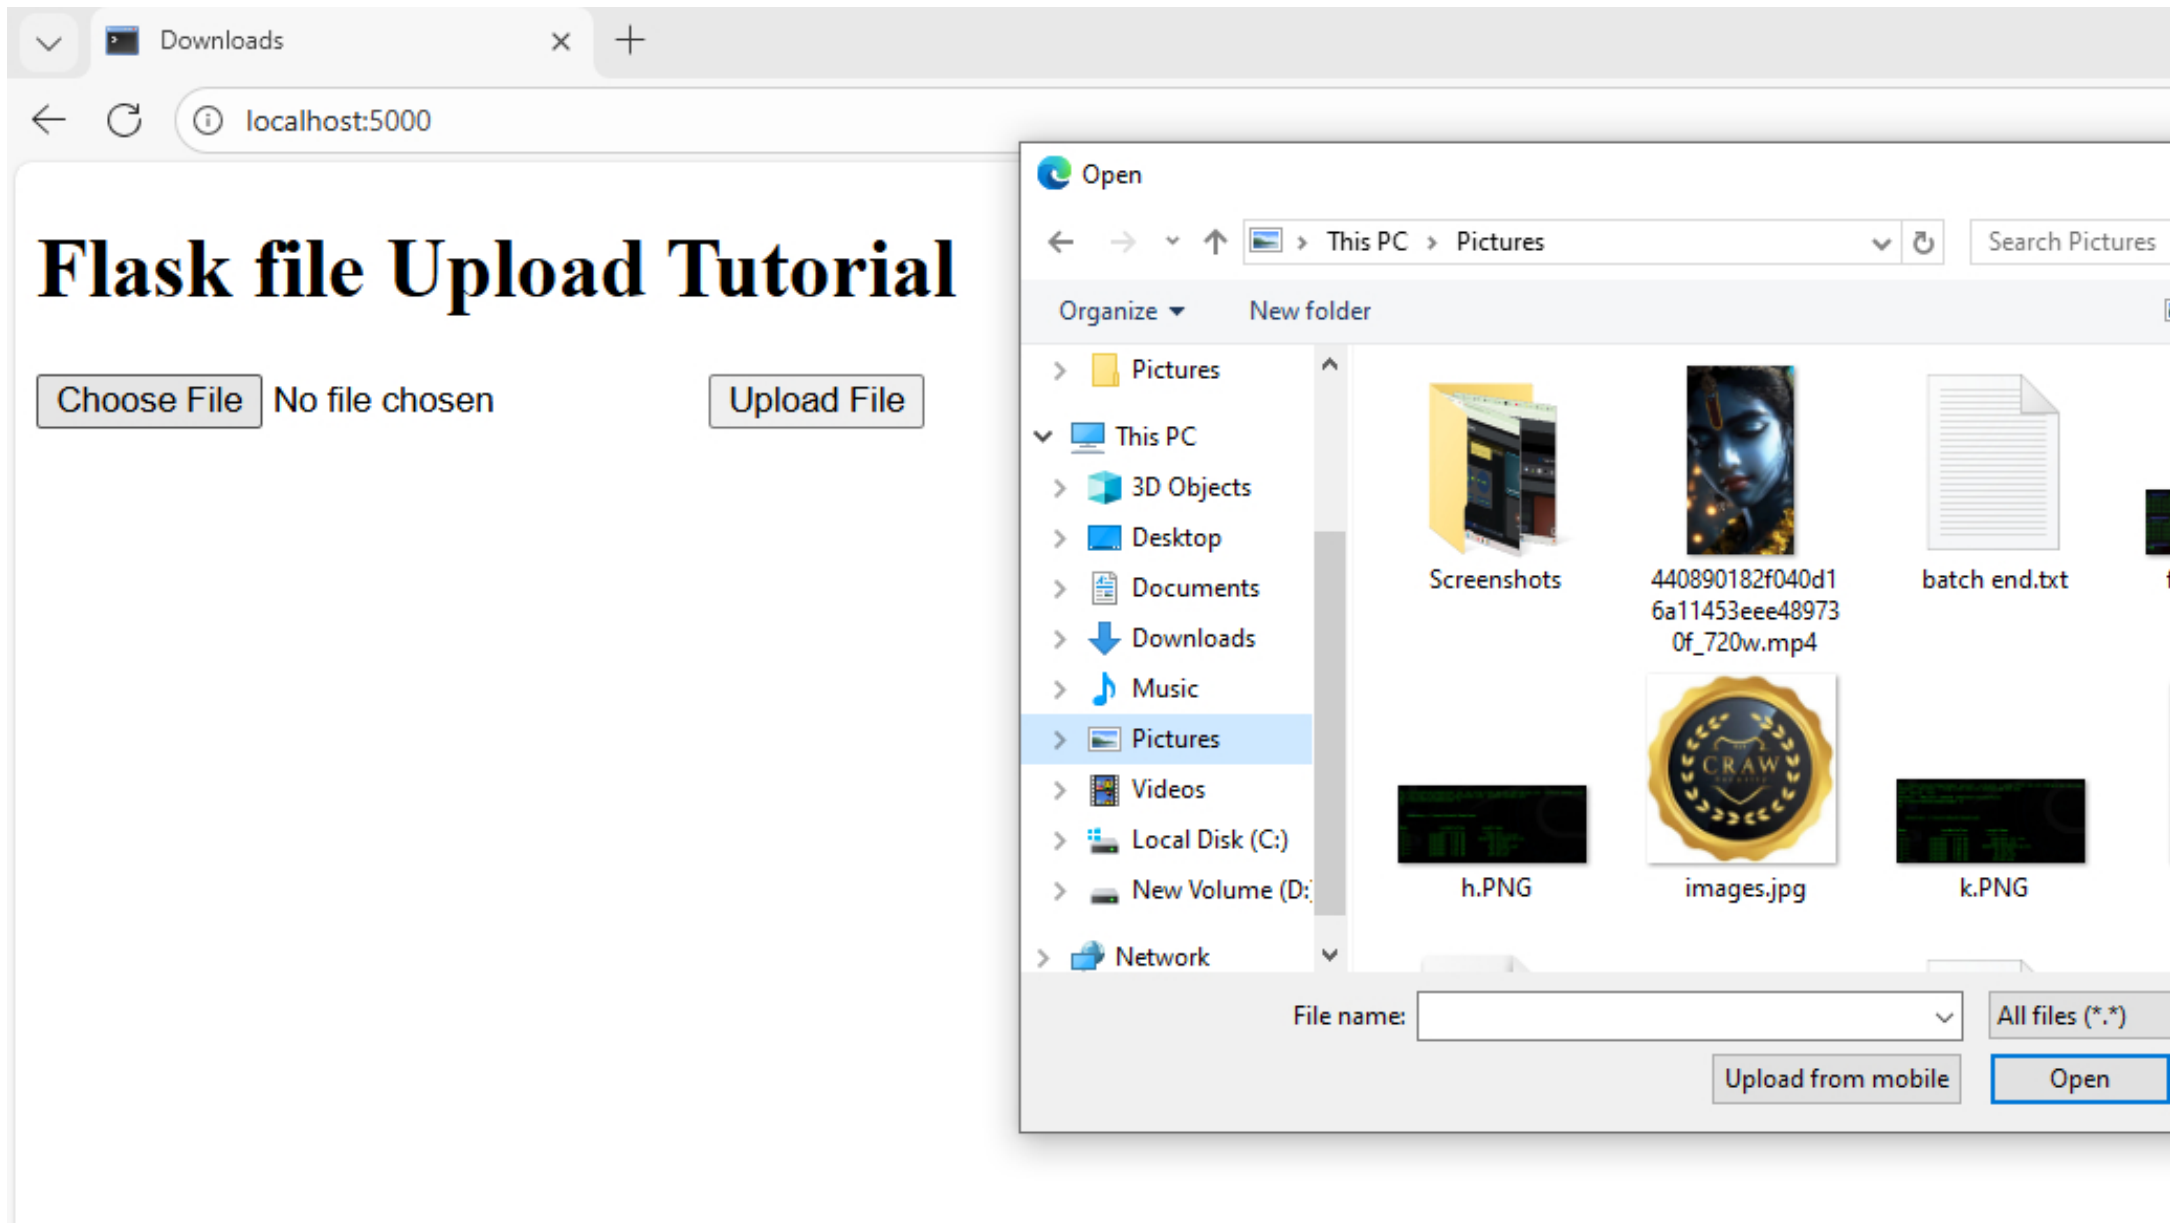 Downloads
localhost:5000
Flask file Upload Tutorial
Choose File No file chosen
Upload File
Open
This PC
Pictures
Search Pictures
Organize
New folder
Pictures
This PC
3D Objects
Desktop
Documents
Downloads
Music
Pictures
Videos
Local Disk (C:)
New Volume (D:
Network
Screenshots
440890182f040d1
6a11453eee48973
0f_720w.mp4
batch end.txt
h.PNG
CRAW
images.jpg
k.PNG
File name:
All files (*.*)
Upload from mobile
Open